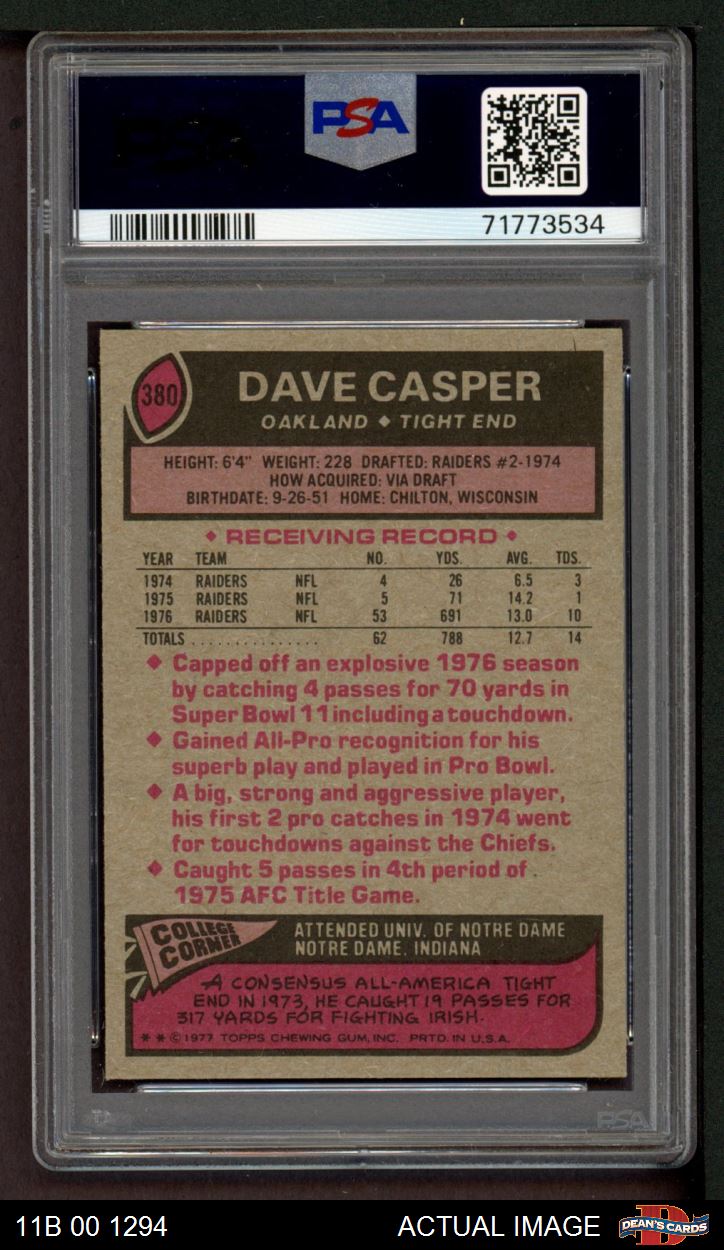 PSA
71773534
380
DAVE CASPER
OAKLAND ♦ TIGHT END
HEIGHT: 6'4" WEIGHT: 228 DRAFTED: RAIDERS #2-1974
HOW ACQUIRED: VIA DRAFT
BIRTHDATE: 9-26-51 HOME: CHILTON, WISCONSIN
♦ RECEIVING RECORD ♦
YEAR TEAM NO. YDS. AVG. TDS.
1974 RAIDERS NFL 4 26 6.5 3
1975 RAIDERS NFL 5 71 14.2 1
1976 RAIDERS NFL 53 691 13.0 10
TOTALS ............... 62 788 12.7 14
♦ Capped off an explosive 1976 season
by catching 4 passes for 70 yards in
Super Bowl 11 including a touchdown.
♦ Gained All-Pro recognition for his
superb play and played in Pro Bowl.
♦ A big, strong and aggressive player,
his first 2 pro catches in 1974 went
for touchdowns against the Chiefs.
♦ Caught 5 passes in 4th period of
1975 AFC Title Game.
COLLEGE
CORNER
ATTENDED UNIV. OF NOTRE DAME
NOTRE DAME, INDIANA
A CONSENSUS ALL-AMERICA TIGHT
END IN 1973, HE CAUGHT 19 PASSES FOR
317 YARDS FOR FIGHTING IRISH.
* * © 1977 TOPPS CHEWING GUM, INC. PRTD. IN U.S.A.
PSA
11B 00 1294
ACTUAL IMAGE
DEAN'S CARDS